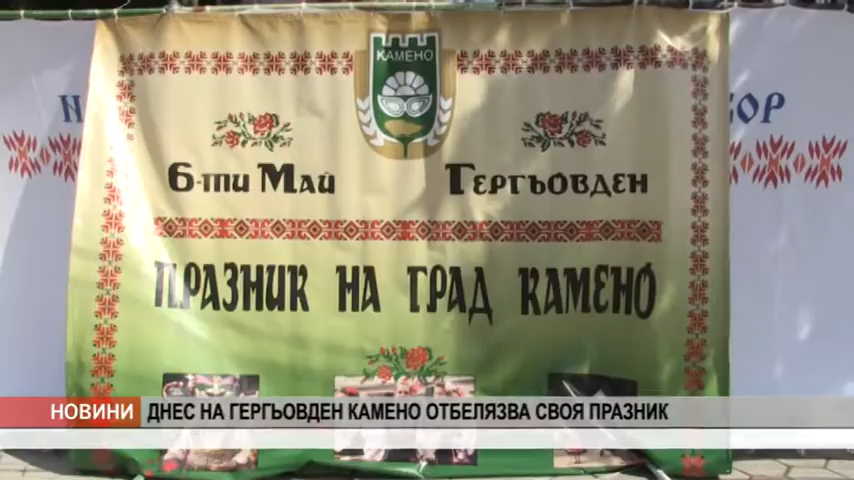 КАМЕНО
6-ти Май Гергьовден
ПРАЗНИК НА ГРАД КАМЕНО
НОВИНИ ДНЕС НА ГЕРГЬОВДЕН КАМЕНО ОТБЕЛЯЗВА СВОЯ ПРАЗНИК